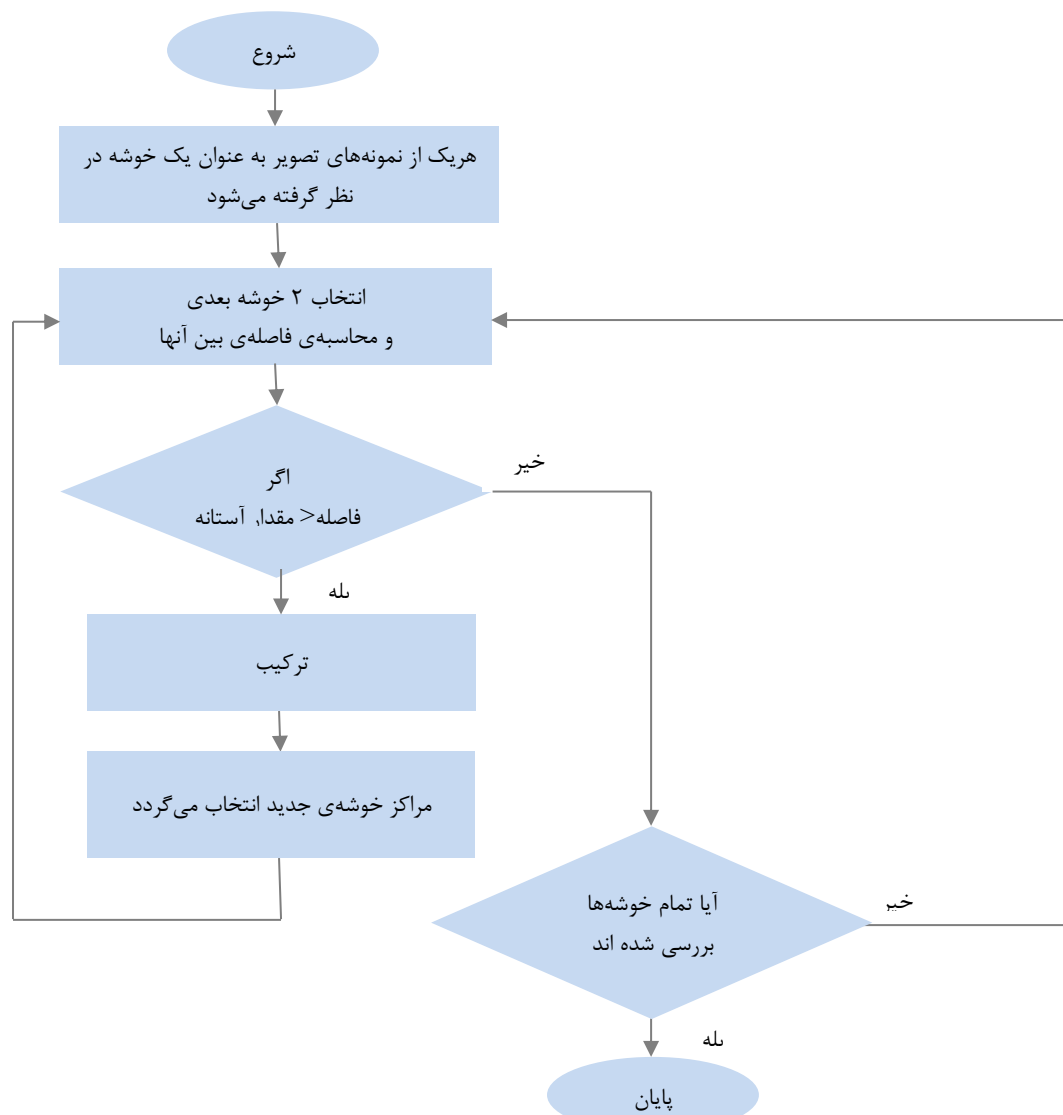 شروع
هریک از نمونه‌های تصویر به عنوان یک خوشه در
نظر گرفته می‌شود
انتخاب ۲ خوشه بعدی
و محاسبه‌ی فاصله‌ی بین آنها
اگر
فاصله< مقدار آستانه
خیر
بله
ترکیب
مراکز خوشه‌ی جدید انتخاب می‌گردد
آیا تمام خوشه‌ها
بررسی شده اند
خیر
بله
پایان